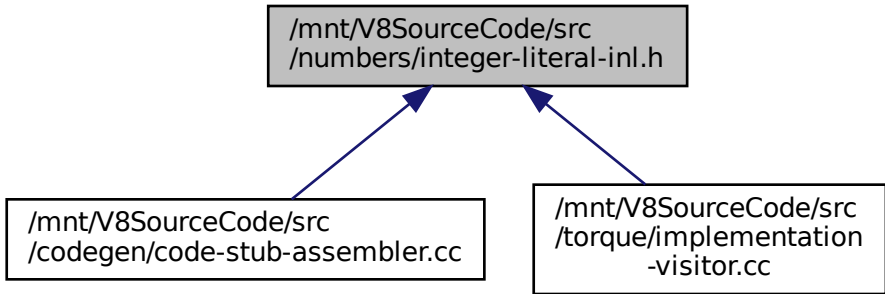 /mnt/V8SourceCode/src
/numbers/integer-literal-inl.h
/mnt/V8SourceCode/src
/codegen/code-stub-assembler.cc
/mnt/V8SourceCode/src
/torque/implementation
-visitor.cc